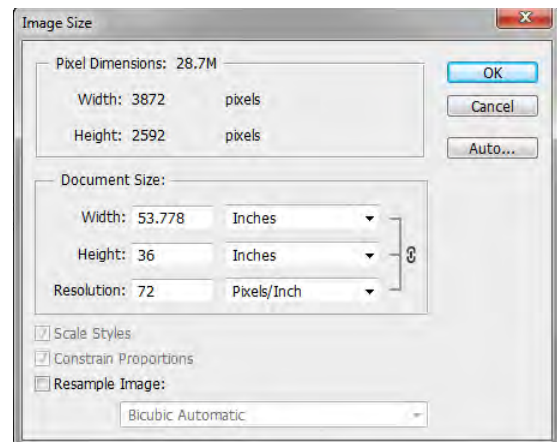 Image Size
Pixel Dimensions: 28.7M
Width: 3872 pixels
Height: 2592 pixels
OK
Cancel
Auto...
Document Size:
Width: 53.778 Inches
Height: 36 Inches
Resolution: 72 Pixels/Inch
Scale Styles
Constrain Proportions
Resample Image:
Bicubic Automatic